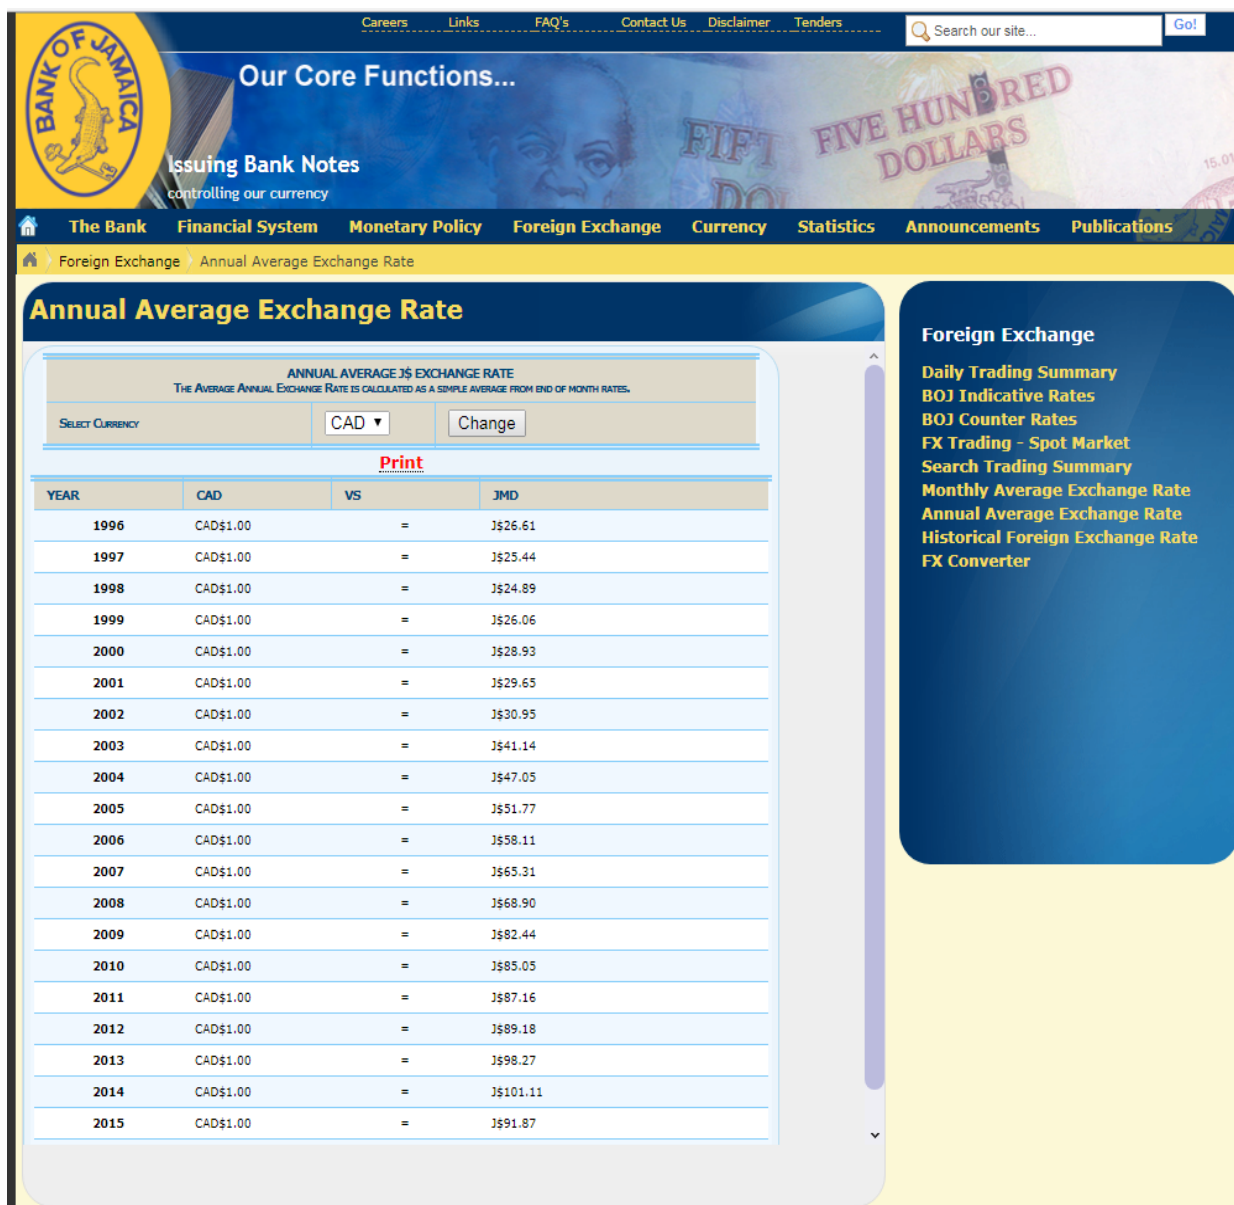 Careers Links FAQ's Contact Us Disclaimer Tenders
Search our site... Go!
BANK OF JAMAICA
Our Core Functions...
FIVE HUNDRED
DOLLARS
Issuing Bank Notes
controlling our currency
15.01
The Bank Financial System Monetary Policy Foreign Exchange Currency Statistics Announcements Publications
Foreign Exchange Annual Average Exchange Rate
Annual Average Exchange Rate
ANNUAL AVERAGE J$ EXCHANGE RATE
THE AVERAGE ANNUAL EXCHANGE RATE IS CALCULATED AS A SIMPLE AVERAGE FROM END OF MONTH RATES.
SELECT CURRENCY CAD Change
Print
YEAR CAD VS JMD
1996 CAD$1.00 = J$26.61
1997 CAD$1.00 = J$25.44
1998 CAD$1.00 = J$24.89
1999 CAD$1.00 = J$26.06
2000 CAD$1.00 = J$28.93
2001 CAD$1.00 = J$29.65
2002 CAD$1.00 = J$30.95
2003 CAD$1.00 = J$41.14
2004 CAD$1.00 = J$47.05
2005 CAD$1.00 = J$51.77
2006 CAD$1.00 = J$58.11
2007 CAD$1.00 = J$65.31
2008 CAD$1.00 = J$68.90
2009 CAD$1.00 = J$82.44
2010 CAD$1.00 = J$85.05
2011 CAD$1.00 = J$87.16
2012 CAD$1.00 = J$89.18
2013 CAD$1.00 = J$98.27
2014 CAD$1.00 = J$101.11
2015 CAD$1.00 = J$91.87
Foreign Exchange
Daily Trading Summary
BOJ Indicative Rates
BOJ Counter Rates
FX Trading - Spot Market
Search Trading Summary
Monthly Average Exchange Rate
Annual Average Exchange Rate
Historical Foreign Exchange Rate
FX Converter